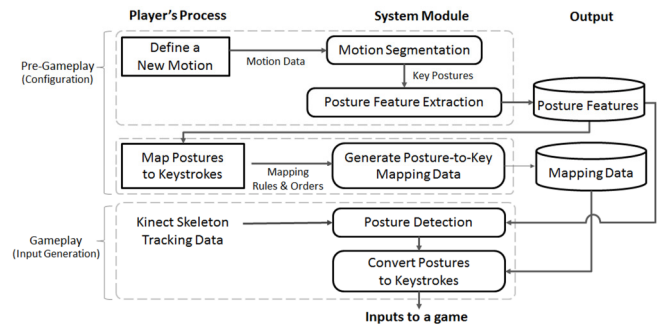 Player's Process
System Module
Output
Pre-Gameplay
(Configuration)
Define a
New Motion
Motion Data
Motion Segmentation
Key Postures
Posture Feature Extraction
Posture Features
Map Postures
to Keystrokes
Mapping
Rules & Orders
Generate Posture-to-Key
Mapping Data
Mapping Data
Gameplay
(Input Generation)
Kinect Skeleton
Tracking Data
Posture Detection
Convert Postures
to Keystrokes
Inputs to a game